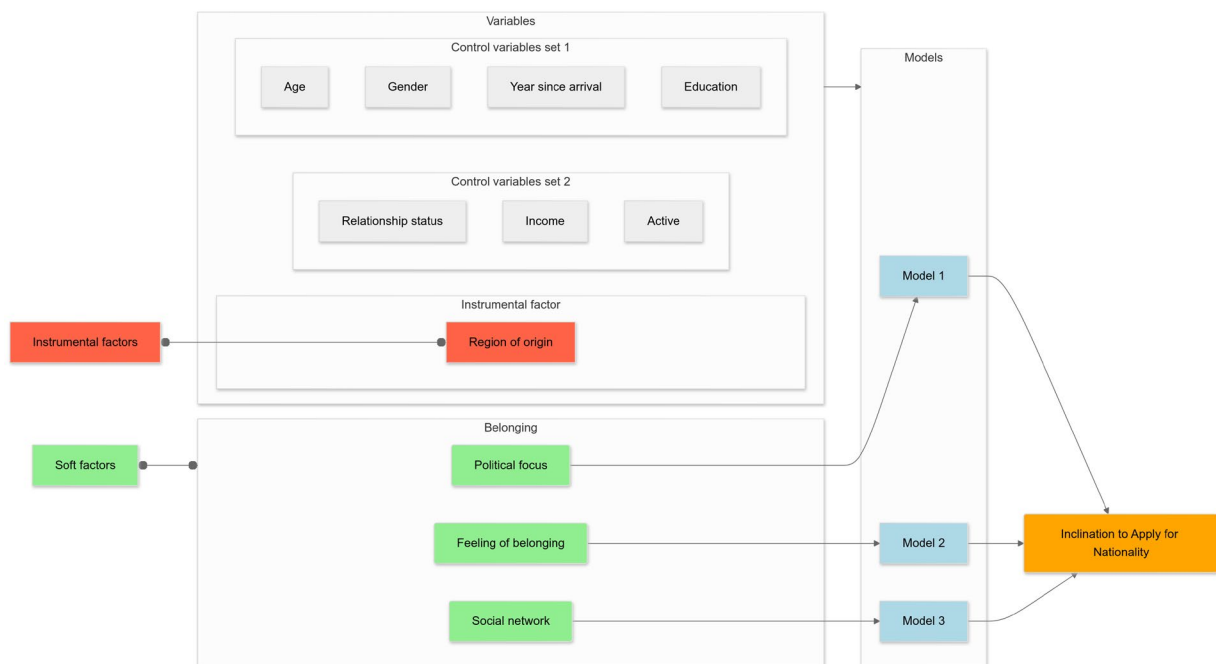 Variables
Control variables set 1
Age
Gender
Year since arrival
Education
Models
Control variables set 2
Relationship status
Income
Active
Model 1
Instrumental factor
Instrumental factors
Region of origin
Belonging
Soft factors
Political focus
Feeling of belonging
Model 2
Inclination to Apply for
Nationality
Social network
Model 3